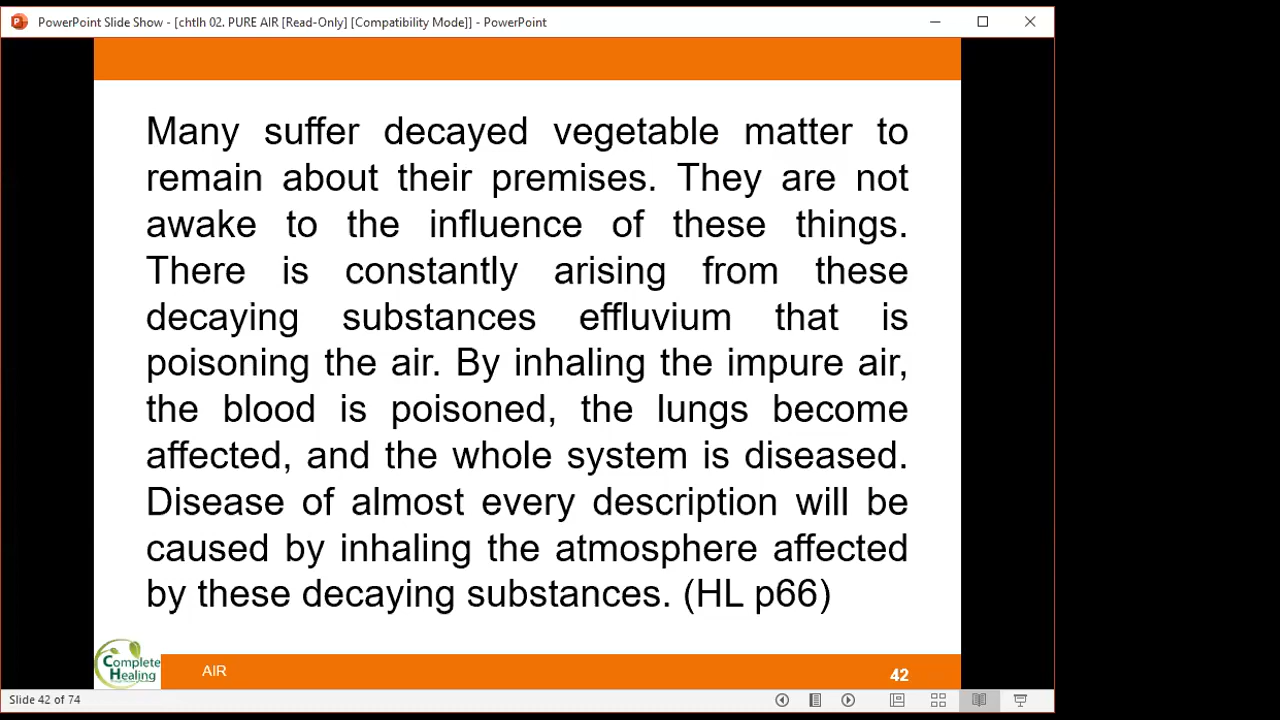 PowerPoint Slide Show - [chtlh 02. PURE AIR [Read-Only] [Compatibility Mode]] - PowerPoint
Many suffer decayed vegetable matter to
remain about their premises. They are not
awake to the influence of these things.
There is constantly arising from these
decaying substances effluvium that is
poisoning the air. By inhaling the impure air,
the blood is poisoned, the lungs become
affected, and the whole system is diseased.
Disease of almost every description will be
caused by inhaling the atmosphere affected
by these decaying substances. (HL p66)
Complete
Healing
AIR
42
Slide 42 of 74